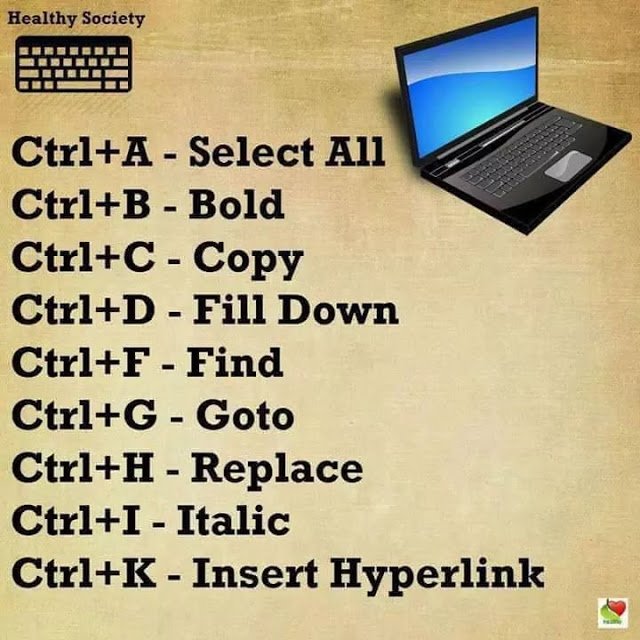 Healthy Society
Ctrl+A - Select All
Ctrl+B - Bold
Ctrl+C - Copy
Ctrl+D - Fill Down
Ctrl+F - Find
Ctrl+G - Goto
Ctrl+H - Replace
Ctrl+I - Italic
Ctrl+K - Insert Hyperlink